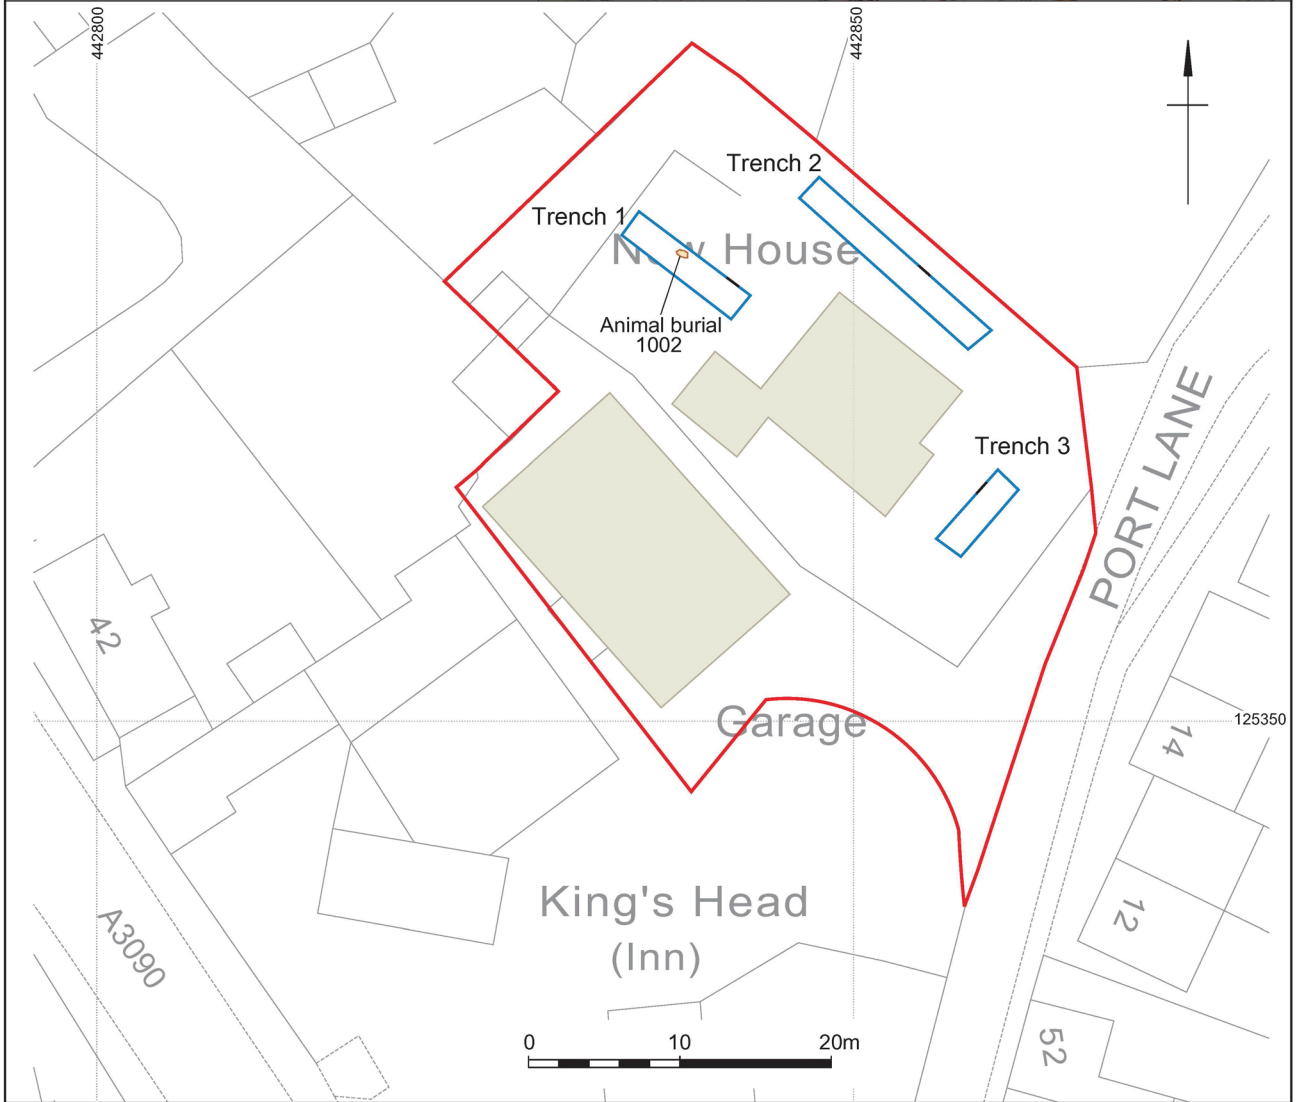 442800
442850
Trench 2
Trench 1
New House
Animal burial
1002
Trench 3
PORT LANE
42
Garage
125350
14
King's Head
(Inn)
12
A3090
52
0 10 20m